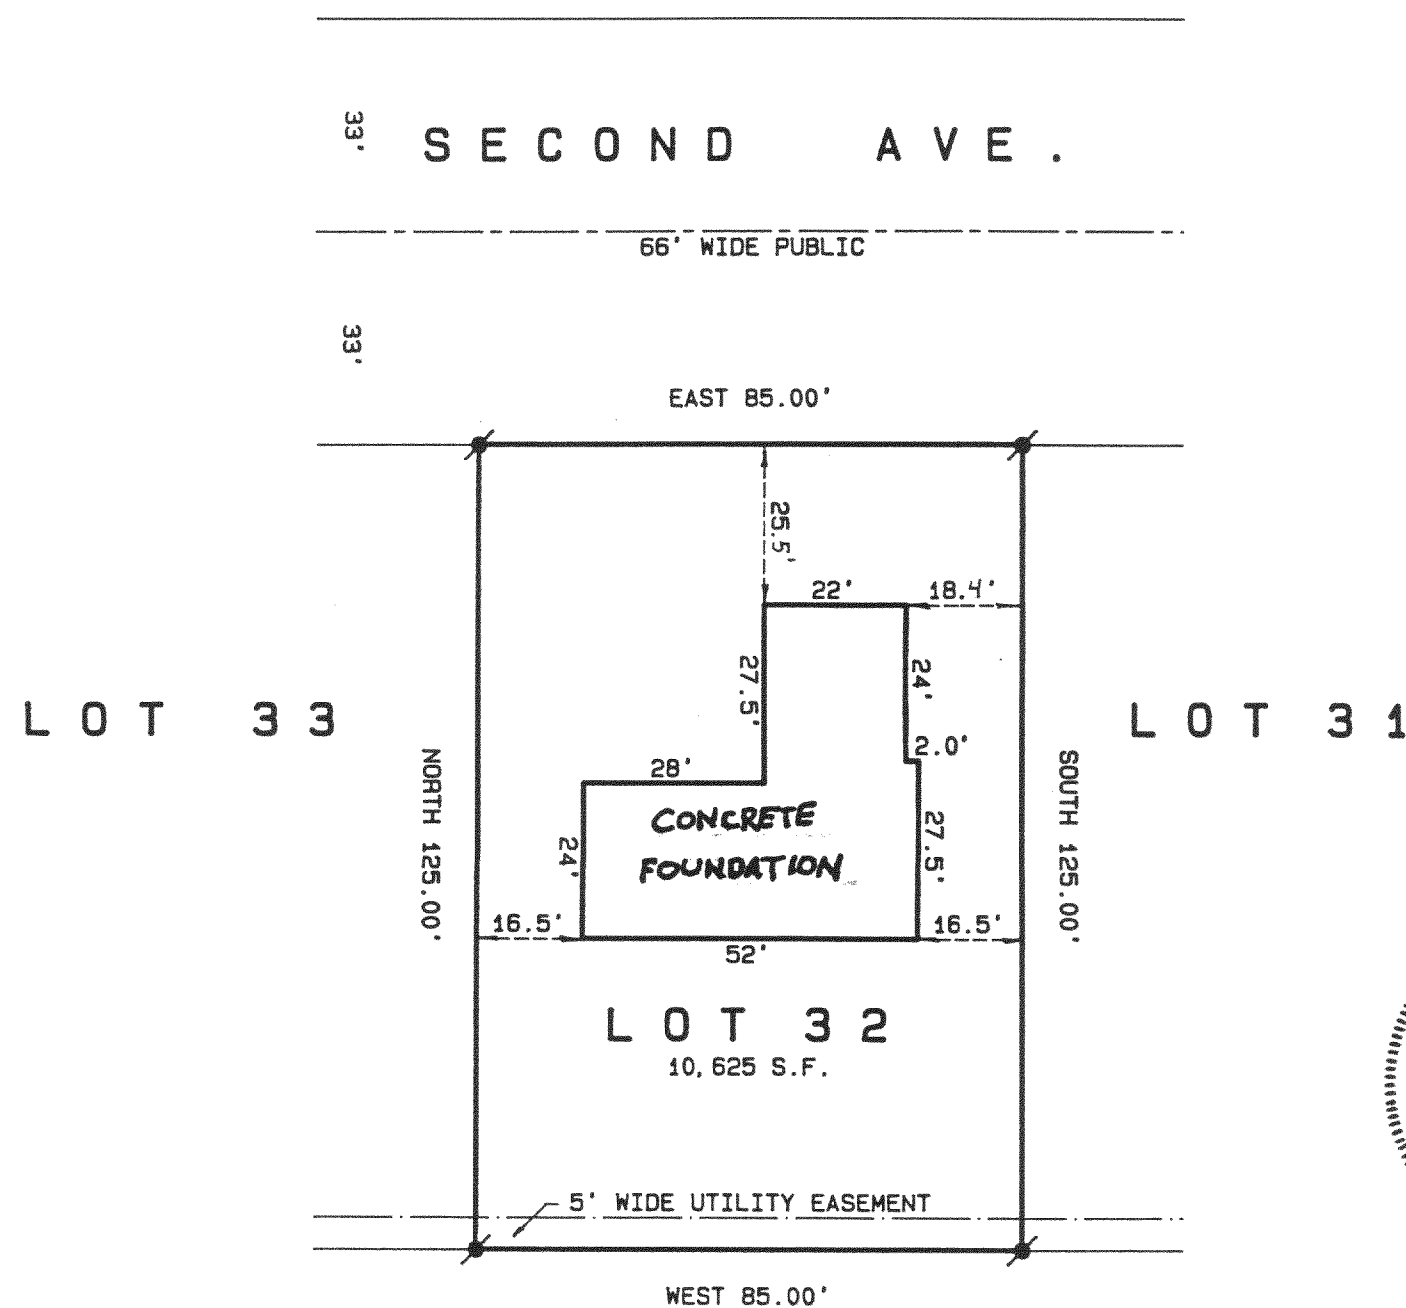 33'
SECOND AVE.
66' WIDE PUBLIC
33'
EAST 85.00'
25.5'
22'
18.4'
27.5'
24'
LOT 33
LOT 31
2.0'
28'
NORTH 125.00'
SOUTH 125.00'
CONCRETE
FOUNDATION
24'
27.5'
16.5'
16.5'
52'
LOT 32
10,625 S.F.
5' WIDE UTILITY EASEMENT
WEST 85.00'